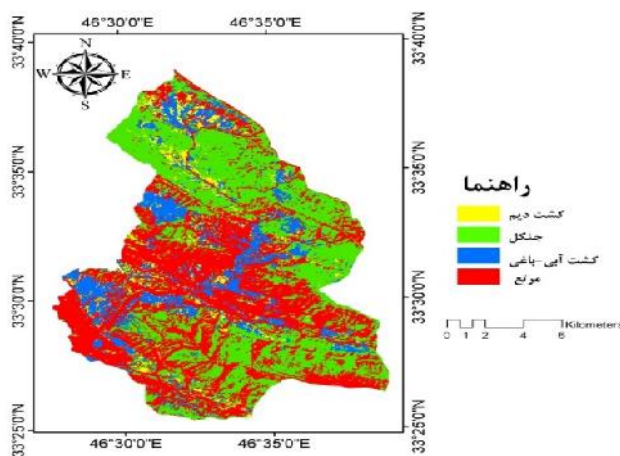 46°30'0"E 46°35'0"E
33°40'0"N 33°40'0"N
N
W E
S
33°35'0"N 33°35'0"N
راهنما
کشت دیم
جنگل
کشت آبی-باغی
مرتع
33°30'0"N 33°30'0"N
0 1 2 4 6 Kilometers
33°25'0"N 33°25'0"N
46°30'0"E 46°35'0"E